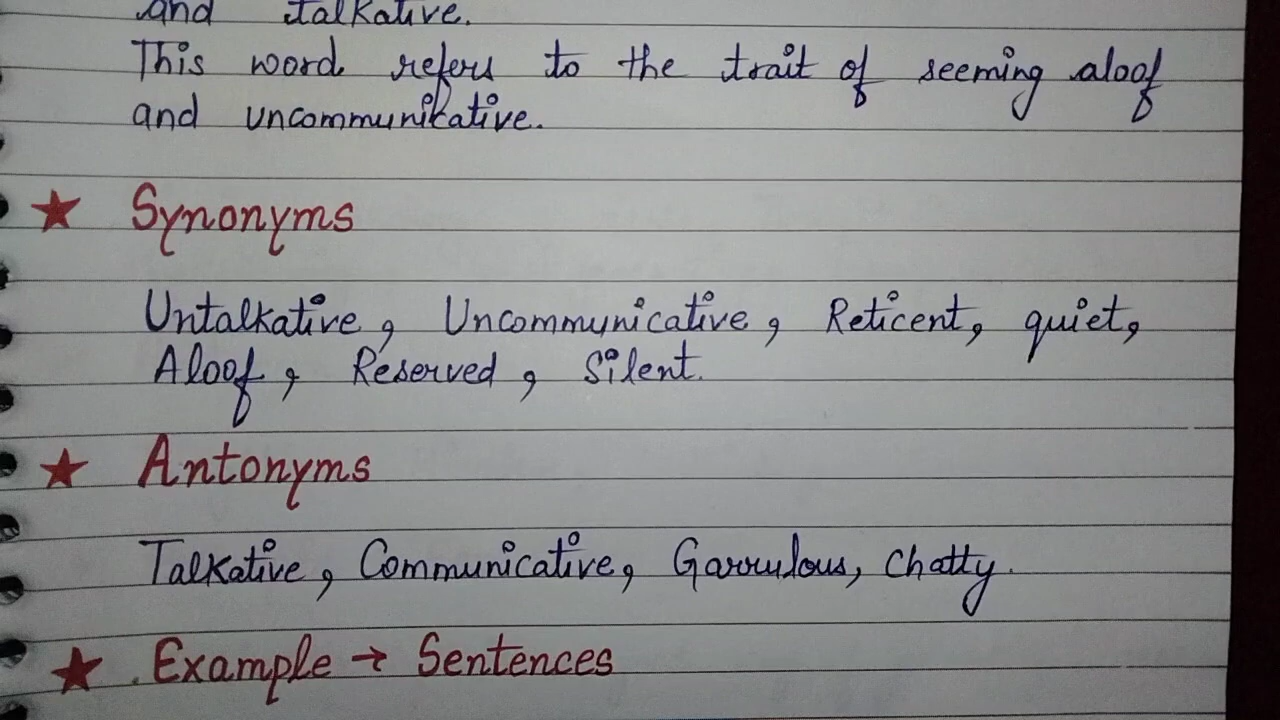 and talkative.
This word refers to the trait of seeming aloof
and uncommunikative.
Synonyms
Untalkative, Uncommunicative, Reticent, quiet,
Aloof, Reserved, Silent.
Antonyms
Talkative, Communicative, Garrulous, Chatty.
Example → Sentences